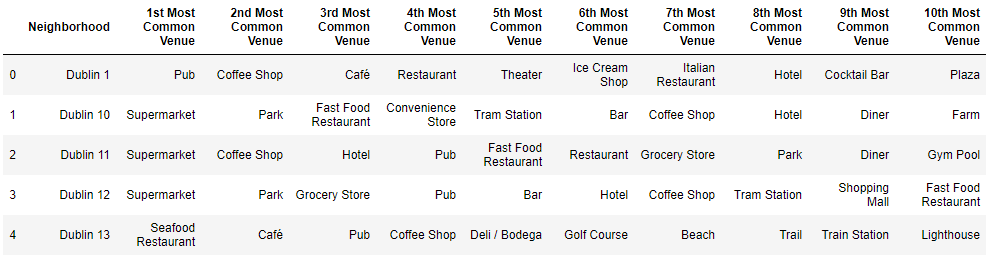 Neighborhood 1st Most Common Venue 2nd Most Common Venue 3rd Most Common Venue 4th Most Common Venue 5th Most Common Venue 6th Most Common Venue 7th Most Common Venue 8th Most Common Venue 9th Most Common Venue 10th Most Common Venue
0 Dublin 1 Pub Coffee Shop Café Restaurant Theater Ice Cream Shop Italian Restaurant Hotel Cocktail Bar Plaza
1 Dublin 10 Supermarket Park Fast Food Restaurant Convenience Store Tram Station Bar Coffee Shop Hotel Diner Farm
2 Dublin 11 Supermarket Coffee Shop Hotel Pub Fast Food Restaurant Restaurant Grocery Store Park Diner Gym Pool
3 Dublin 12 Supermarket Park Grocery Store Pub Bar Hotel Coffee Shop Tram Station Shopping Mall Fast Food Restaurant
4 Dublin 13 Seafood Restaurant Café Pub Coffee Shop Deli / Bodega Golf Course Beach Trail Train Station Lighthouse